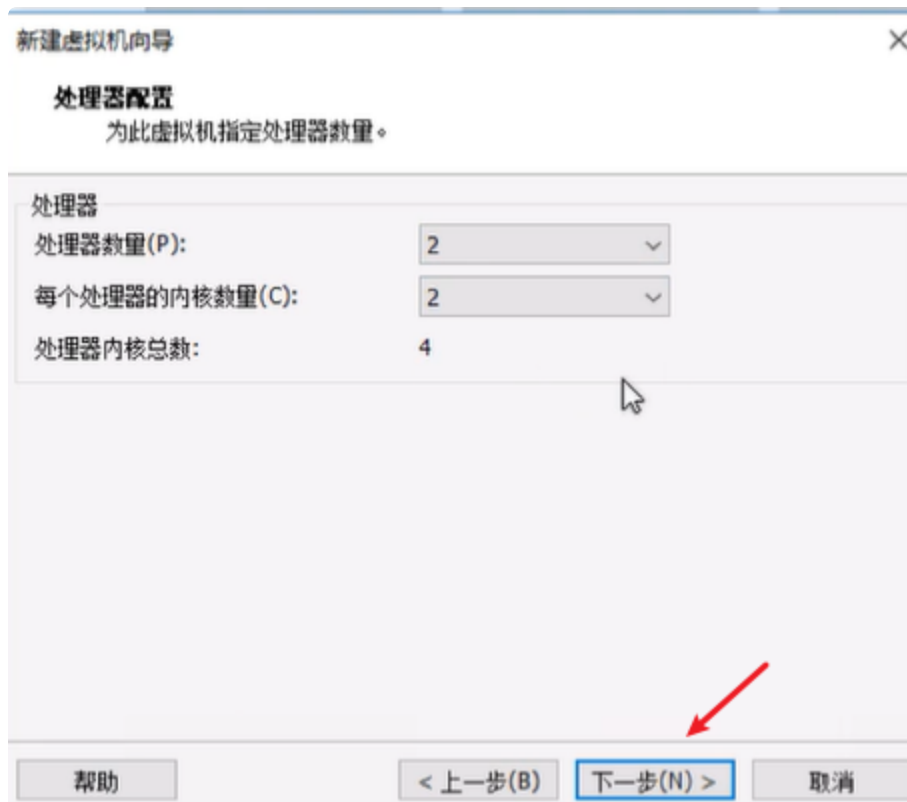 新建虚拟机向导
处理器配置
为此虚拟机指定处理器数量。
处理器
处理器数量(P): 2
每个处理器的内核数量(C): 2
处理器内核总数: 4
帮助 < 上一步(B) 下一步(N) > 取消